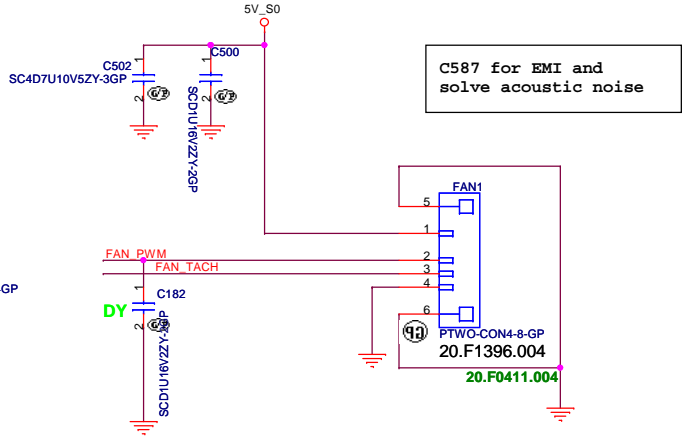 5V_S0
C502
1
SC4D7U10V5ZY-3GP
2
G/P
C500
1
2
G/P
SCD1U16V2ZY-2GP
C587 for EMI and
solve acoustic noise
FAN1
5
1
2
3
4
6
FAN_PWM
FAN_TACH
-GP
1
C182
DY
2
G/P
SCD1U16V2ZY-2GP
GP
PTWO-CON4-8-GP
20.F1396.004
20.F0411.004